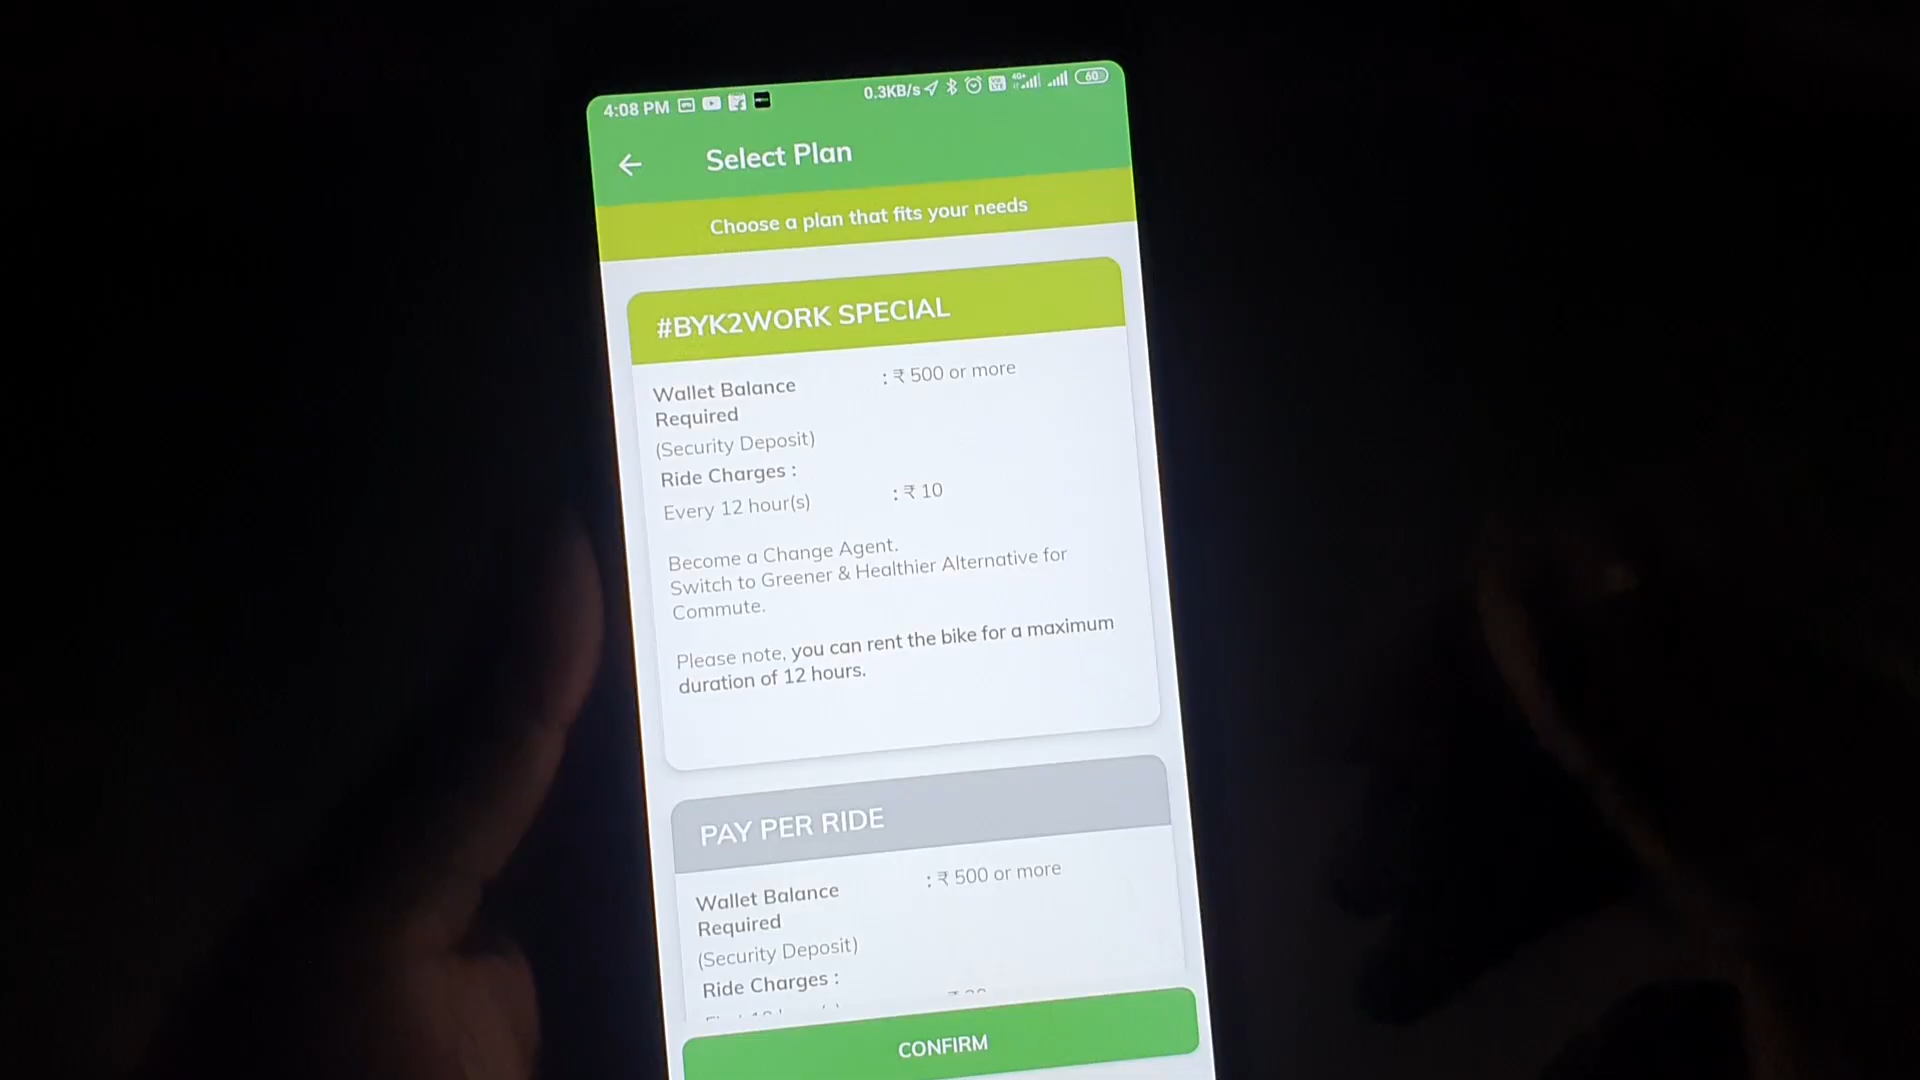 4:08 PM
0.3KB/s
4G+
60
Select Plan
Choose a plan that fits your needs
#BYK2WORK SPECIAL
Wallet Balance : ₹ 500 or more
Required
(Security Deposit)
Ride Charges :
Every 12 hour(s) : ₹ 10
Become a Change Agent.
Switch to Greener & Healthier Alternative for
Commute.
Please note, you can rent the bike for a maximum
duration of 12 hours.
PAY PER RIDE
Wallet Balance : ₹ 500 or more
Required
(Security Deposit)
Ride Charges :
CONFIRM